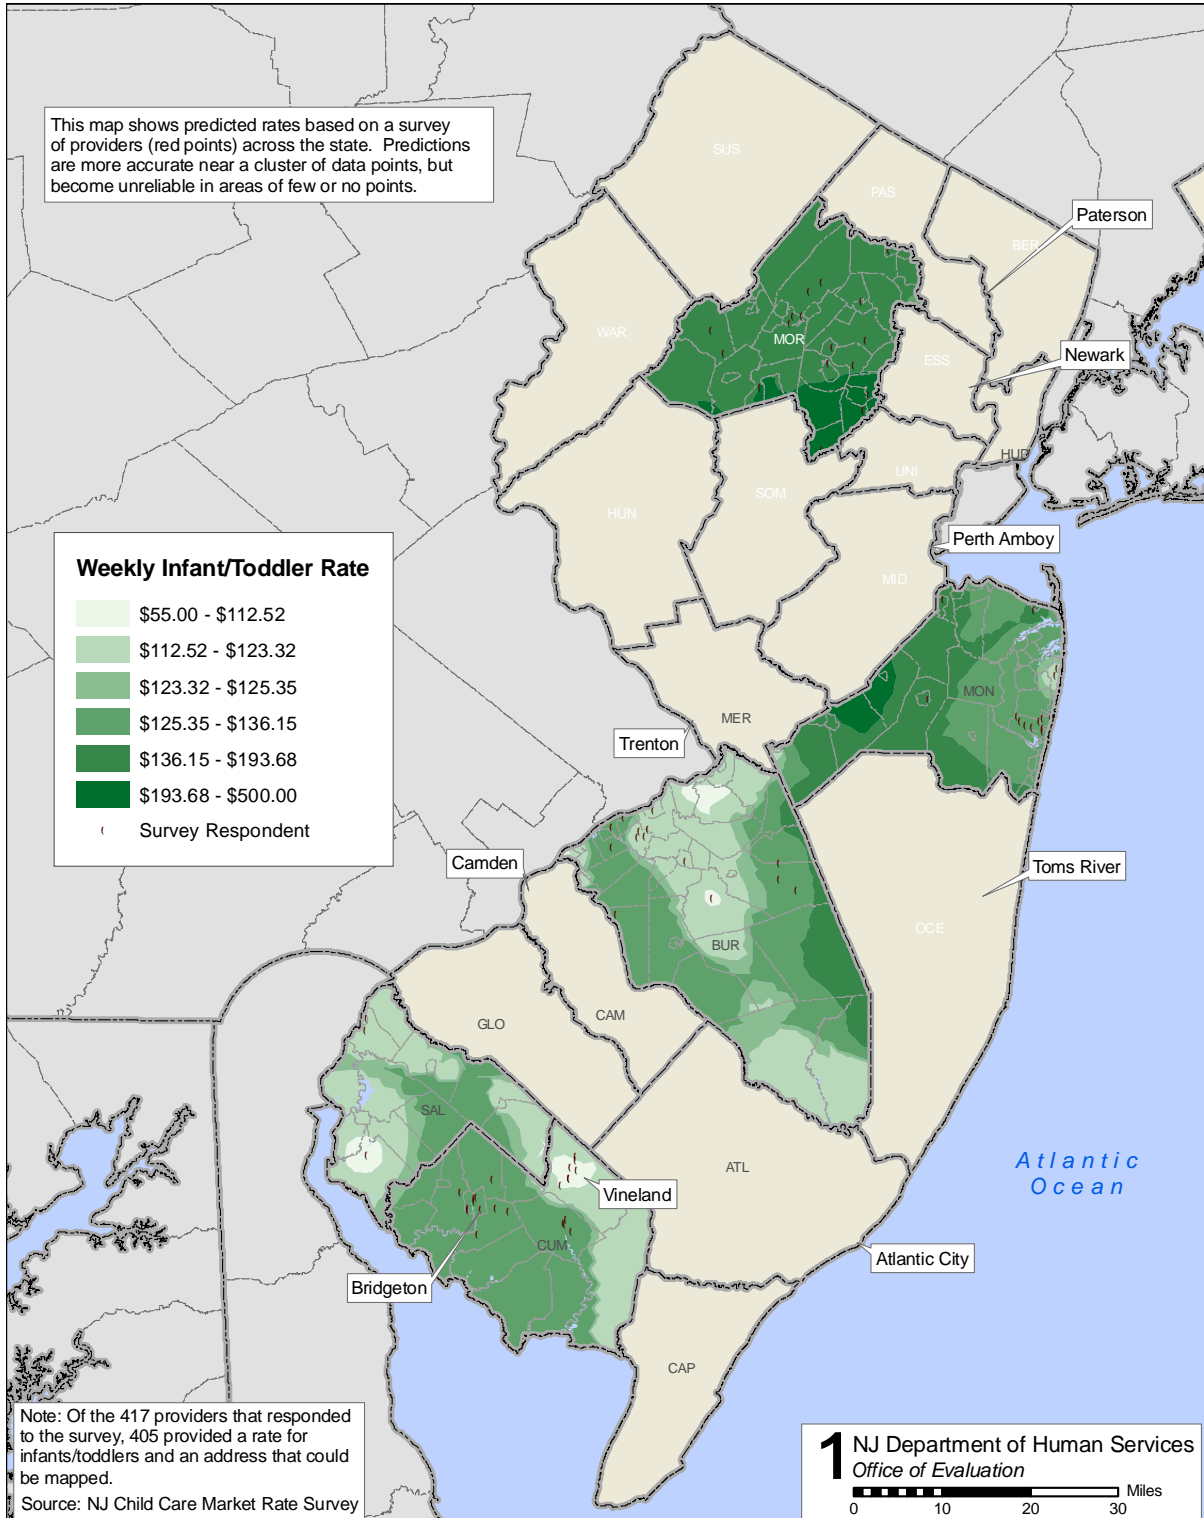 This map shows predicted rates based on a survey
of providers (red points) across the state. Predictions
are more accurate near a cluster of data points, but
become unreliable in areas of few or no points.
SUS
PAS
Paterson
BER
WAR
MOR
ESS
Newark
HUD
UNI
SOM
HUN
Perth Amboy
MID
Weekly Infant/Toddler Rate
$55.00 - $112.52
$112.52 - $123.32
$123.32 - $125.35
$125.35 - $136.15
$136.15 - $193.68
$193.68 - $500.00
Survey Respondent
MON
MER
Trenton
Camden
Toms River
OCE
BUR
GLO
CAM
SAL
ATL
Atlantic
Ocean
Vineland
CUM
Atlantic City
Bridgeton
CAP
Note: Of the 417 providers that responded
to the survey, 405 provided a rate for
infants/toddlers and an address that could
be mapped.
Source: NJ Child Care Market Rate Survey
1 NJ Department of Human Services
Office of Evaluation
Miles
0 10 20 30